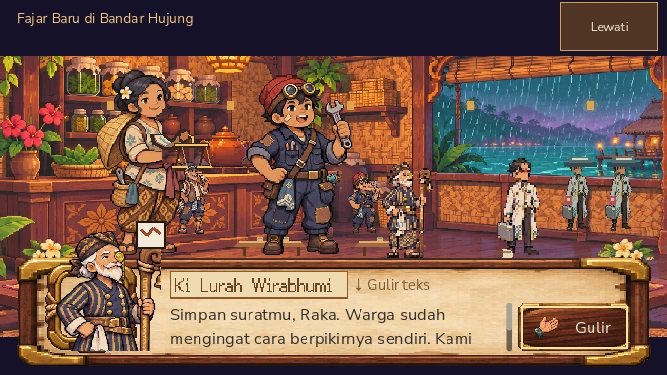 Fajar Baru di Bandar Hujung
Lewati
Ki Lurah Wirabhumi
↓ Gulir teks
Simpan suratmu, Raka. Warga sudah
mengingat cara berpikirnya sendiri. Kami
Gulir